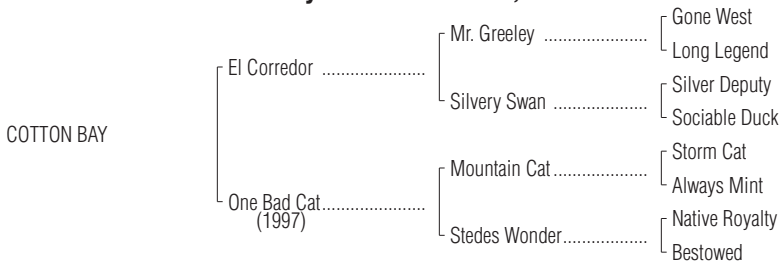 Gone West
Mr. Greeley ......................
Long Legend
El Corredor ......................
Silver Deputy
Silvery Swan ....................
Sociable Duck
COTTON BAY
Storm Cat
Mountain Cat ....................
Always Mint
One Bad Cat ......................
(1997)
Native Royalty
Stedes Wonder..................
Bestowed